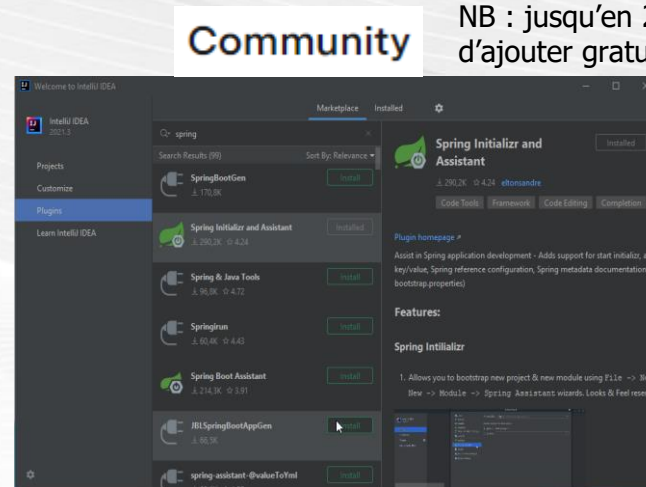 NB : jusqu'en 2
d'ajouter gratu
Community
Welcome to IntelliJ IDEA
IntelliJ IDEA
2021.3
Projects
Customize
Plugins
Learn IntelliJ IDEA
Marketplace Installed
spring
Search Results (99) Sort By: Relevance
SpringBootGen
170,8K
Install
Spring Initializr and Assistant
290,2K 4.24
Installed
Spring & Java Tools
96,8K 4.72
Install
Springirun
60,4K 4.43
Install
Spring Boot Assistant
214,3K 3.91
Install
JBLSpringBootAppGen
66,5K
Install
spring-assistant-@valueToYml
Spring Initializr and
Assistant
Installed
290,2K 4.24 eltonsandre
Code Tools Framework Code Editing Completion
Plugin homepage
Assist in Spring application development - Adds support for start initializr, a
key/value, Spring reference configuration, Spring metadata documentation
bootstrap.properties)
Features:
Spring Intilializr
1. Allows you to bootstrap new project & new module using File -> N
New -> Module -> Spring Assistant wizards. Looks & Feel rese